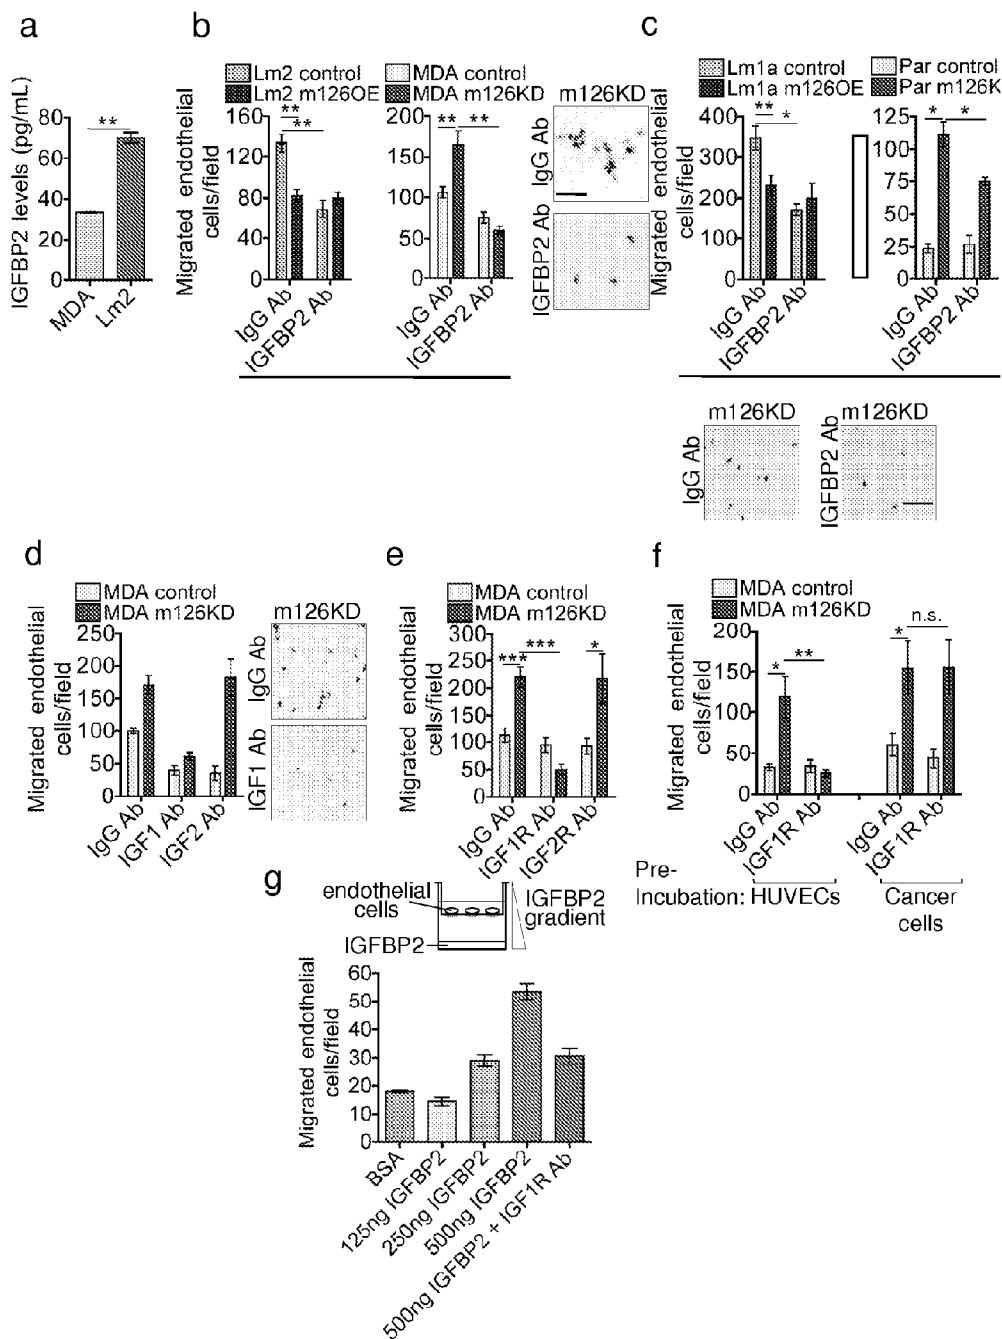 a
IGFBP2 levels (pg/mL)
80
60
40
20
0
**
MDA
Lm2
b
Lm2 control
Lm2 m126OE
MDA control
MDA m126KD
Migrated endothelial
cells/field
160
120
80
40
0
**
**
IgG Ab
IGFBP2 Ab
200
150
100
50
0
**
**
IgG Ab
IGFBP2 Ab
m126KD
IgG Ab
IGFBP2 Ab
c
Lm1a control
Lm1a m126OE
Par control
Par m126K
Migrated endothelial
cells/field
400
300
200
100
0
**
*
IgG Ab
IGFBP2 Ab
125
100
75
50
25
0
*
*
IgG Ab
IGFBP2 Ab
m126KD
m126KD
IgG Ab
IGFBP2 Ab
d
MDA control
MDA m126KD
Migrated endothelial
cells/field
250
200
150
100
50
0
IgG Ab
IGF1 Ab
IGF2 Ab
m126KD
IgG Ab
IGF1 Ab
e
MDA control
MDA m126KD
Migrated endothelial
cells/field
300
250
200
150
100
50
0
***
***
*
IgG Ab
IGF1R Ab
IGF2R Ab
f
MDA control
MDA m126KD
Migrated endothelial
cells/field
200
150
100
50
0
*
**
*
n.s.
IgG Ab
IGF1R Ab
IgG Ab
IGF1R Ab
Pre-
Incubation: HUVECs
Cancer
cells
g
endothelial
cells
IGFBP2
IGFBP2
gradient
Migrated endothelial
cells/field
60
50
40
30
20
10
0
BSA
125ng IGFBP2
250ng IGFBP2
500ng IGFBP2
500ng IGFBP2 + IGF1R Ab